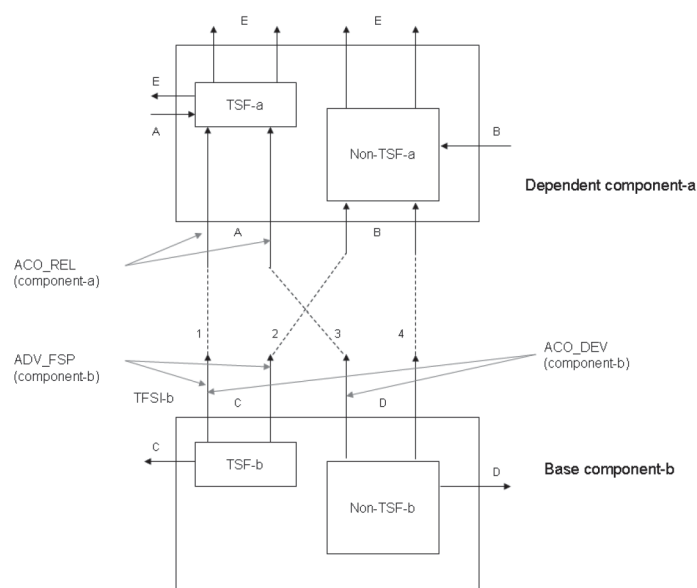 E E
E
TSF-a
A
B
Non-TSF-a
Dependent component-a
A B
ACO_REL
(component-a)
1 2 3 4
ADV_FSP
(component-b)
ACO_DEV
(component-b)
TFSI-b
C D
C
TSF-b
D
Base component-b
Non-TSF-b